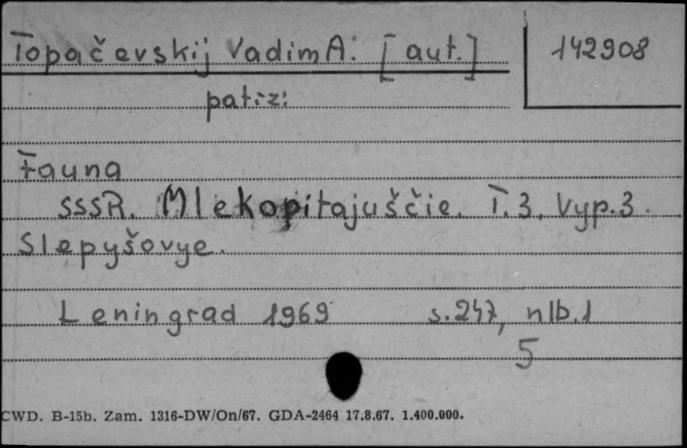 Topačevskij Vadim A: [aut.] 142908
patrz:
Fauna
SSSR. Mlekopitajuščie. T.3. Vyp.3.
Slepyšovye.
Leningrad 1969 s.247, nlb.1
5
CWD. B-15b. Zam. 1316-DW/On/67. GDA-2464 17.8.67. 1.400.000.